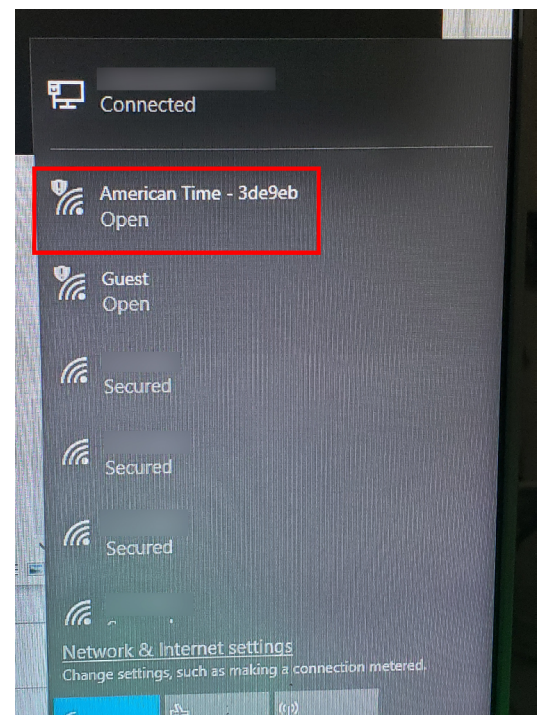 Connected
American Time - 3de9eb
Open
Guest
Open
Secured
Secured
Secured
Network & Internet settings
Change settings, such as making a connection metered.